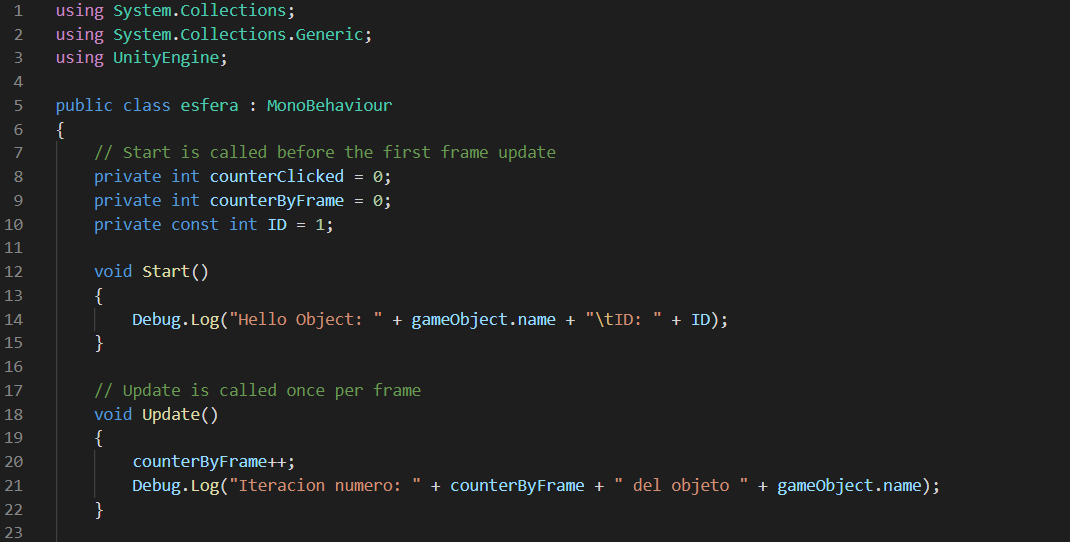 1 using System.Collections;
2 using System.Collections.Generic;
3 using UnityEngine;
4
5 public class esfera : MonoBehaviour
6 {
7     // Start is called before the first frame update
8     private int counterClicked = 0;
9     private int counterByFrame = 0;
10     private const int ID = 1;
11
12     void Start()
13     {
14         Debug.Log("Hello Object: " + gameObject.name + "\tID: " + ID);
15     }
16
17     // Update is called once per frame
18     void Update()
19     {
20         counterByFrame++;
21         Debug.Log("Iteracion numero: " + counterByFrame + " del objeto " + gameObject.name);
22     }
23